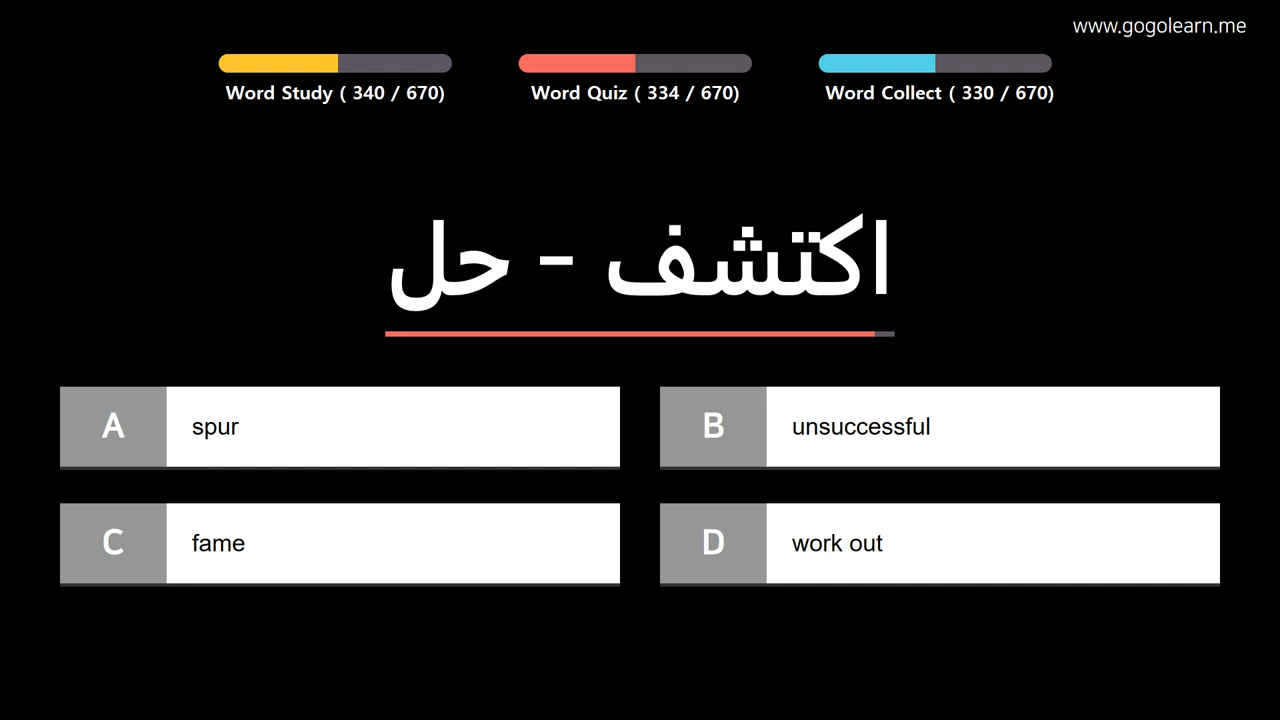 www.gogolearn.me
Word Study ( 340 / 670)
Word Quiz ( 334 / 670)
Word Collect ( 330 / 670)
اكتشف - حل
A spur
B unsuccessful
C fame
D work out